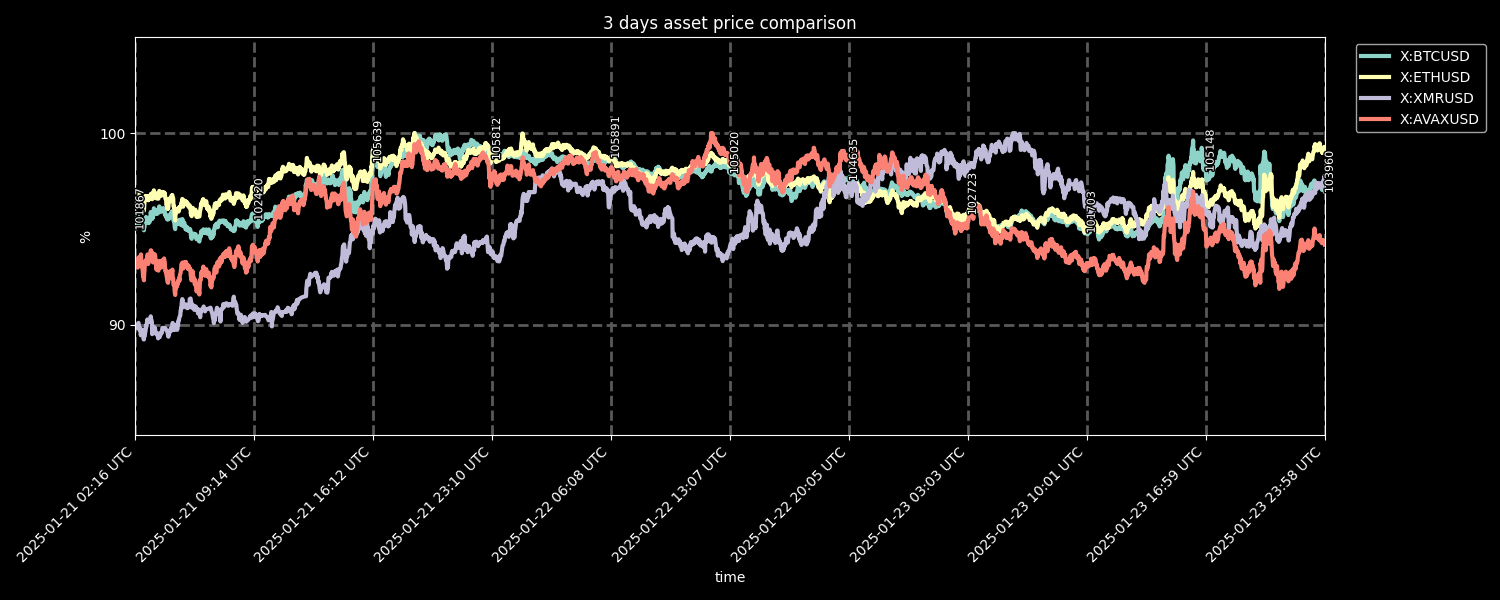 3 days asset price comparison
X:BTCUSD
X:ETHUSD
X:XMRUSD
X:AVAXUSD
100
90
%
101867
102420
105639
105812
105891
105020
104635
102723
101703
105148
103960
2025-01-21 02:16 UTC
2025-01-21 09:14 UTC
2025-01-21 16:12 UTC
2025-01-21 23:10 UTC
2025-01-22 06:08 UTC
2025-01-22 13:07 UTC
2025-01-22 20:05 UTC
2025-01-23 03:03 UTC
2025-01-23 10:01 UTC
2025-01-23 16:59 UTC
2025-01-23 23:58 UTC
time